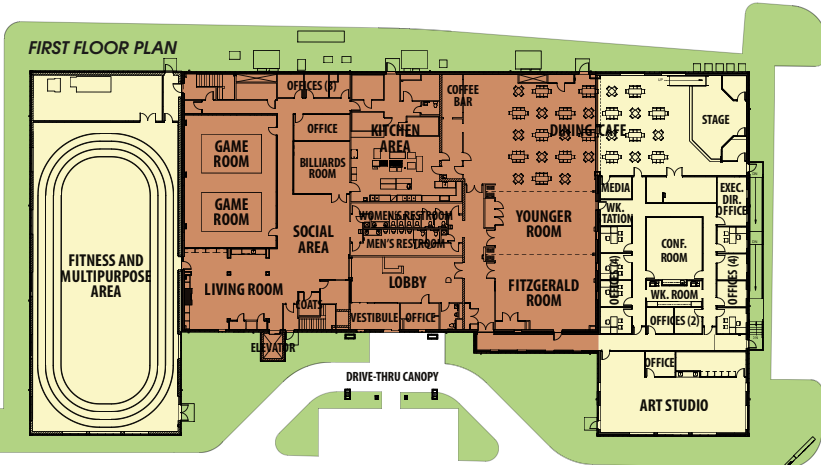 FIRST FLOOR PLAN
OFFICES (3)
COFFEE
BAR
OFFICE
KITCHEN
AREA
DINING CAFE
STAGE
GAME
ROOM
BILLIARDS
ROOM
GAME
ROOM
MEDIA
EXEC.
DIR.
OFFICE
WK.
TATION
WOMEN'S RESTROOM
MEN'S RESTROOM
YOUNGER
ROOM
SOCIAL
AREA
CONF.
ROOM
FITNESS AND
MULTIPURPOSE
AREA
LIVING ROOM
LOBBY
FITZGERALD
ROOM
OFFICES (4)
OFFICES (4)
WK. ROOM
COATS
VESTIBULE
OFFICE
OFFICES (2)
ELEVATOR
DRIVE-THRU CANOPY
OFFICE
ART STUDIO